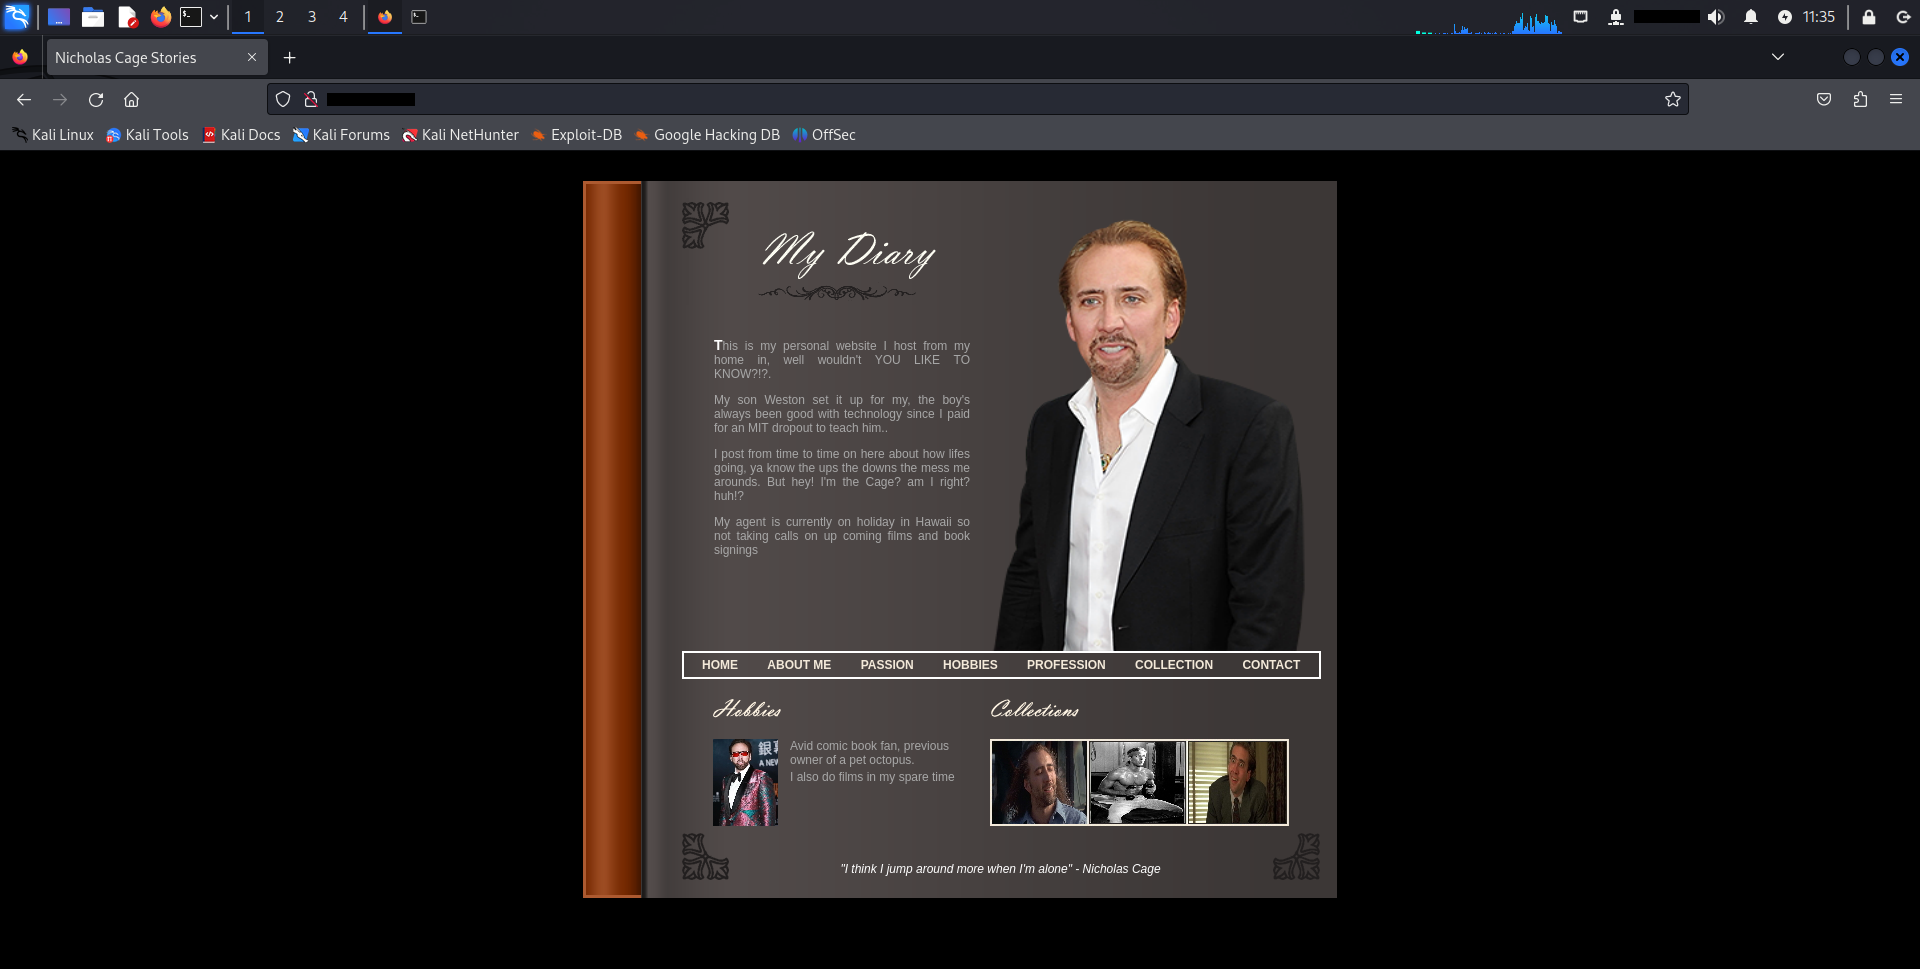 1 2 3 4 11:35
Nicholas Cage Stories
Kali Linux Kali Tools Kali Docs Kali Forums Kali NetHunter Exploit-DB Google Hacking DB OffSec
My Diary
This is my personal website I host from my
home in, well wouldn't YOU LIKE TO
KNOW?!?.
My son Weston set it up for my, the boy's
always been good with technology since I paid
for an MIT dropout to teach him..
I post from time to time on here about how lifes
going, ya know the ups the downs the mess me
arounds. But hey! I'm the Cage? am I right?
huh!?
My agent is currently on holiday in Hawaii so
not taking calls on up coming films and book
signings
HOME ABOUT ME PASSION HOBBIES PROFESSION COLLECTION CONTACT
Hobbies
Avid comic book fan, previous
owner of a pet octopus.
I also do films in my spare time
Collections
"I think I jump around more when I'm alone" - Nicholas Cage